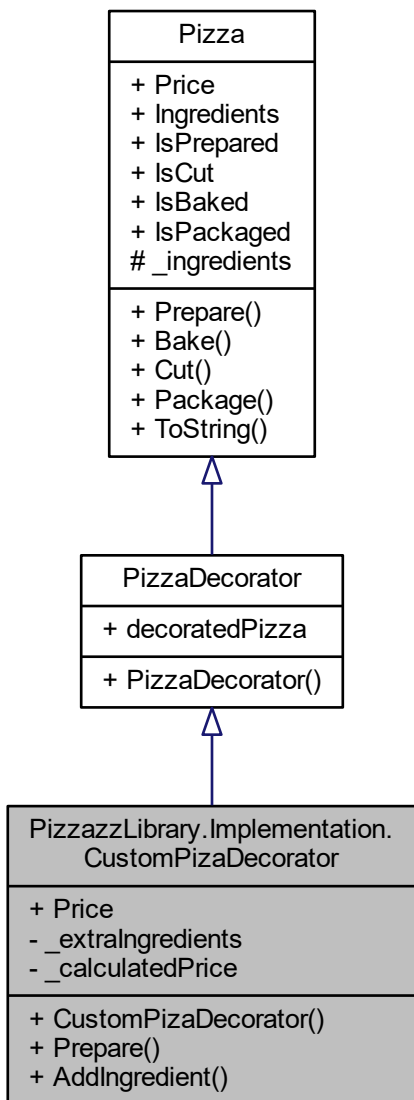 Pizza
+ Price
+ Ingredients
+ IsPrepared
+ IsCut
+ IsBaked
+ IsPackaged
# _ingredients
+ Prepare()
+ Bake()
+ Cut()
+ Package()
+ ToString()
PizzaDecorator
+ decoratedPizza
+ PizzaDecorator()
PizzazzLibrary.Implementation.
CustomPizaDecorator
+ Price
- _extraIngredients
- _calculatedPrice
+ CustomPizaDecorator()
+ Prepare()
+ AddIngredient()